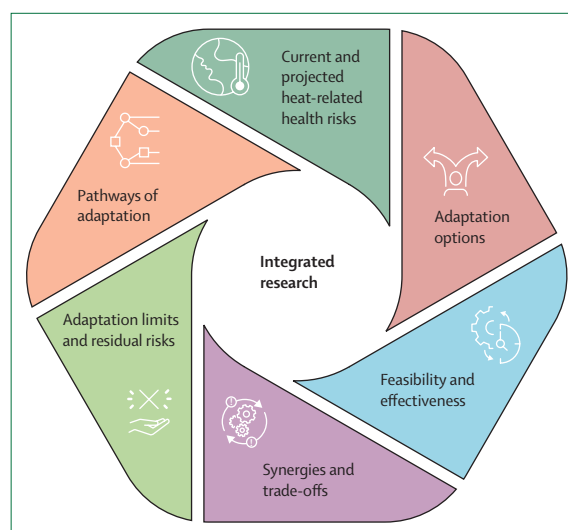 Current and
projected
heat-related
health risks
Adaptation
options
Feasibility and
effectiveness
Synergies and
trade-offs
Adaptation limits
and residual risks
Pathways of
adaptation
Integrated
research